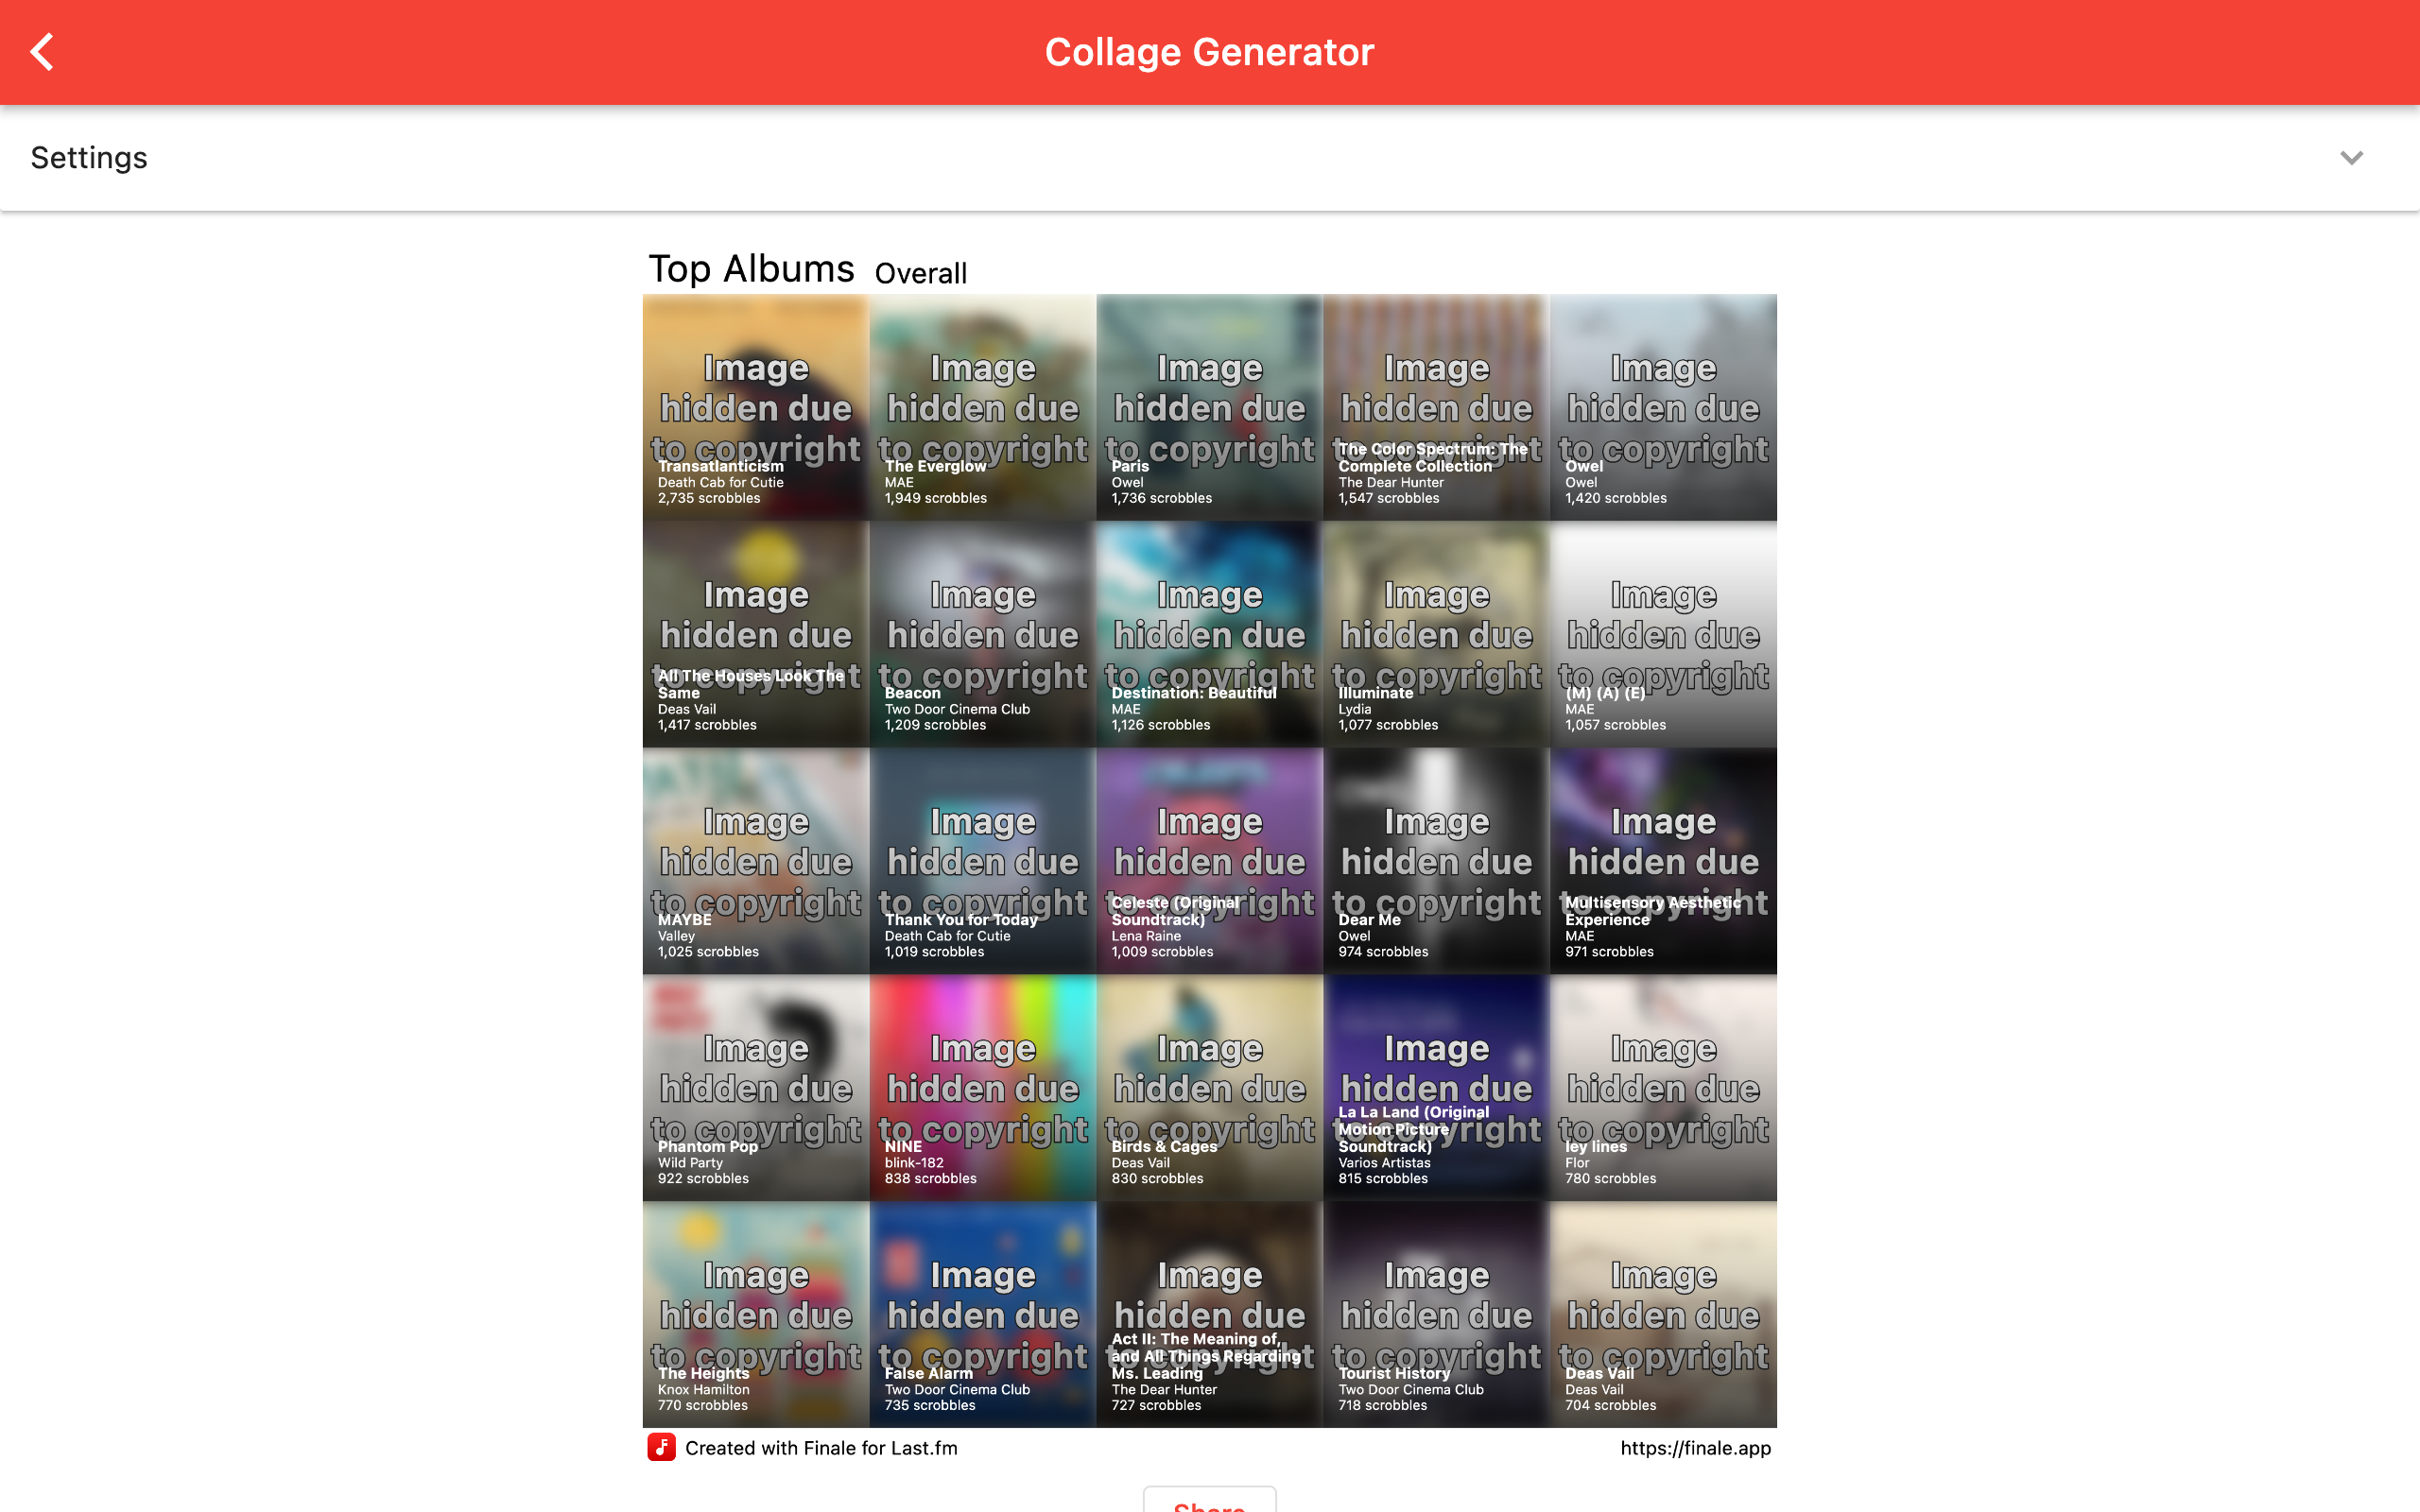 Collage Generator
Settings
Top Albums Overall
Image
hidden due
to copyright
Transatlanticism
Death Cab for Cutie
2,735 scrobbles
Image
hidden due
to copyright
The Everglow
MAE
1,949 scrobbles
Image
hidden due
to copyright
Paris
Owel
1,736 scrobbles
Image
hidden due
to copyright
The Color Spectrum: The
Complete Collection
The Dear Hunter
1,547 scrobbles
Image
hidden due
to copyright
Owel
Owel
1,420 scrobbles
Image
hidden due
to copyright
All The Houses Look The
Same
Deas Vail
1,417 scrobbles
Image
hidden due
to copyright
Beacon
Two Door Cinema Club
1,209 scrobbles
Image
hidden due
to copyright
Destination: Beautiful
MAE
1,126 scrobbles
Image
hidden due
to copyright
Illuminate
Lydia
1,077 scrobbles
Image
hidden due
to copyright
(M) (A) (E)
MAE
1,057 scrobbles
Image
hidden due
to copyright
MAYBE
Valley
1,025 scrobbles
Image
hidden due
to copyright
Thank You for Today
Death Cab for Cutie
1,019 scrobbles
Image
hidden due
to copyright
Celeste (Original
Soundtrack)
Lena Raine
1,009 scrobbles
Image
hidden due
to copyright
Dear Me
Owel
974 scrobbles
Image
hidden due
to copyright
Multisensory Aesthetic
Experience
MAE
971 scrobbles
Image
hidden due
to copyright
Phantom Pop
Wild Party
922 scrobbles
Image
hidden due
to copyright
NINE
blink-182
838 scrobbles
Image
hidden due
to copyright
Birds & Cages
Deas Vail
830 scrobbles
Image
hidden due
to copyright
La La Land (Original
Motion Picture
Soundtrack)
Varios Artistas
815 scrobbles
Image
hidden due
to copyright
ley lines
Flor
780 scrobbles
Image
hidden due
to copyright
The Heights
Knox Hamilton
770 scrobbles
Image
hidden due
to copyright
False Alarm
Two Door Cinema Club
735 scrobbles
Image
hidden due
to copyright
Act II: The Meaning of,
and All Things Regarding
Ms. Leading
The Dear Hunter
727 scrobbles
Image
hidden due
to copyright
Tourist History
Two Door Cinema Club
718 scrobbles
Image
hidden due
to copyright
Deas Vail
Deas Vail
704 scrobbles
Created with Finale for Last.fm
https://finale.app
Share